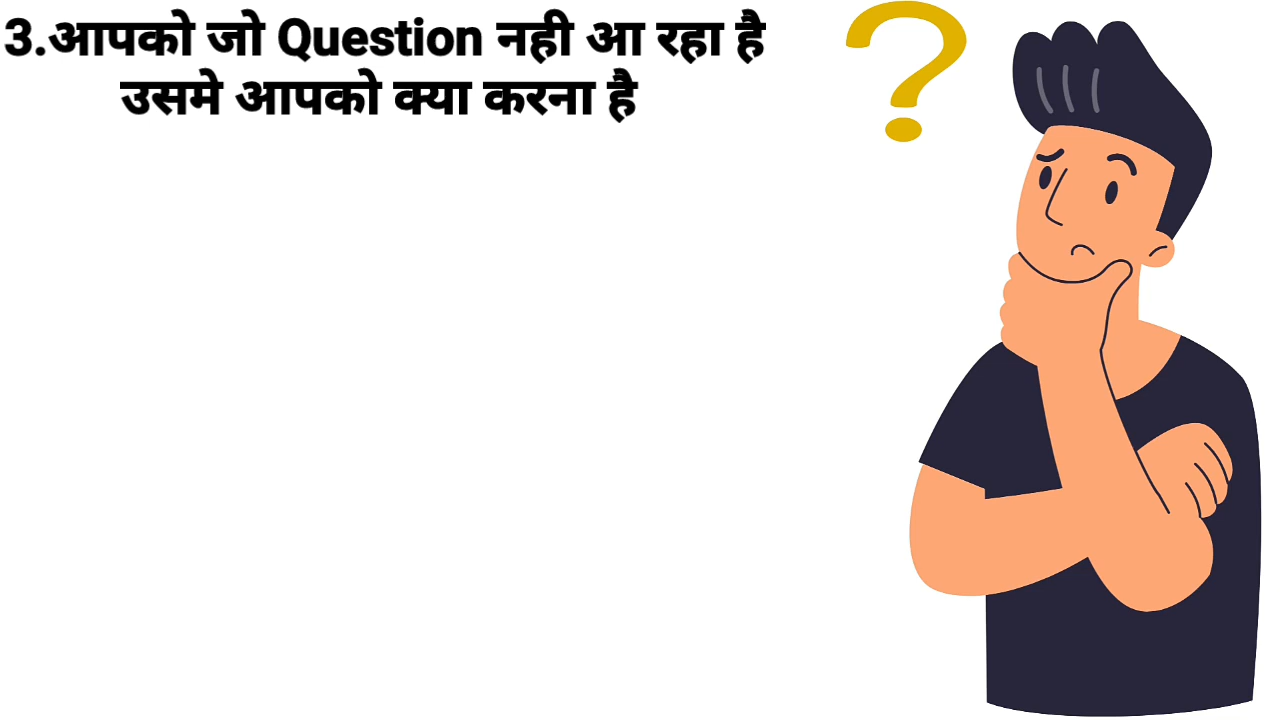 3.आपको जो Question नही आ रहा है
उसमे आपको क्या करना है
?